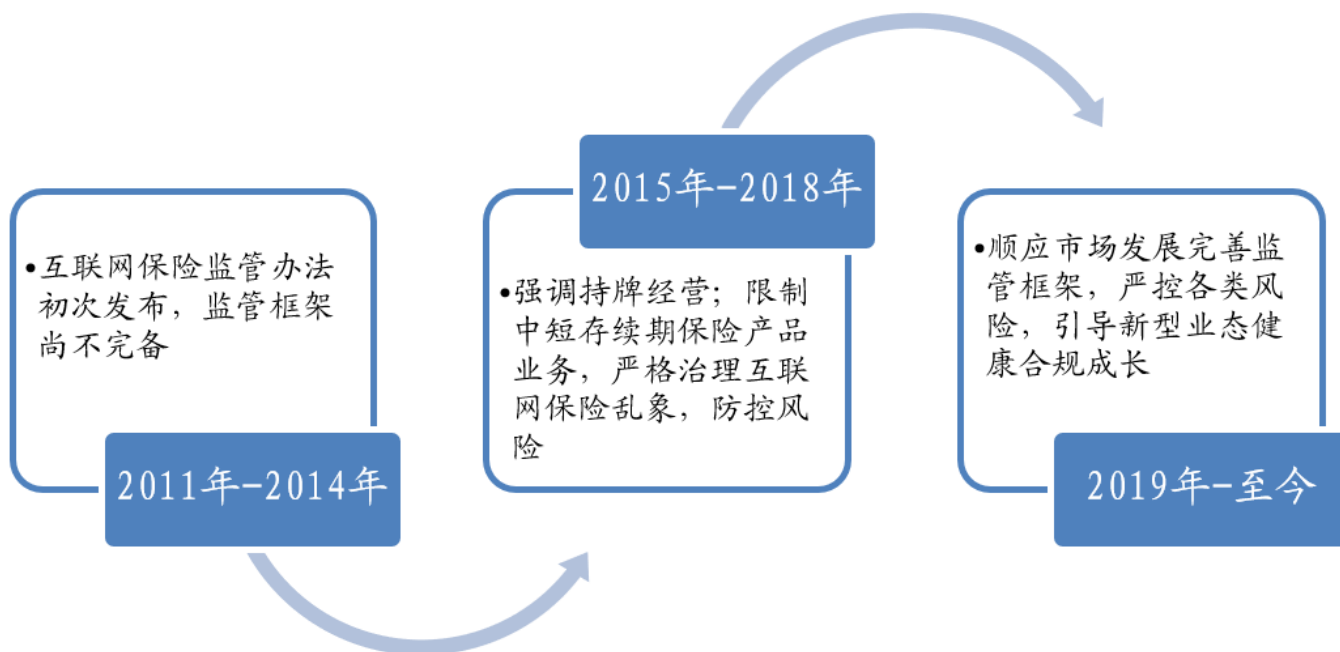 •互联网保险监管办法
初次发布，监管框架
尚不完备
2011年-2014年
2015年-2018年
•强调持牌经营；限制
中短存续期保险产品
业务，严格治理互联
网保险乱象，防控风
险
•顺应市场发展完善监
管框架，严控各类风
险，引导新型业态健
康合规成长
2019年-至今